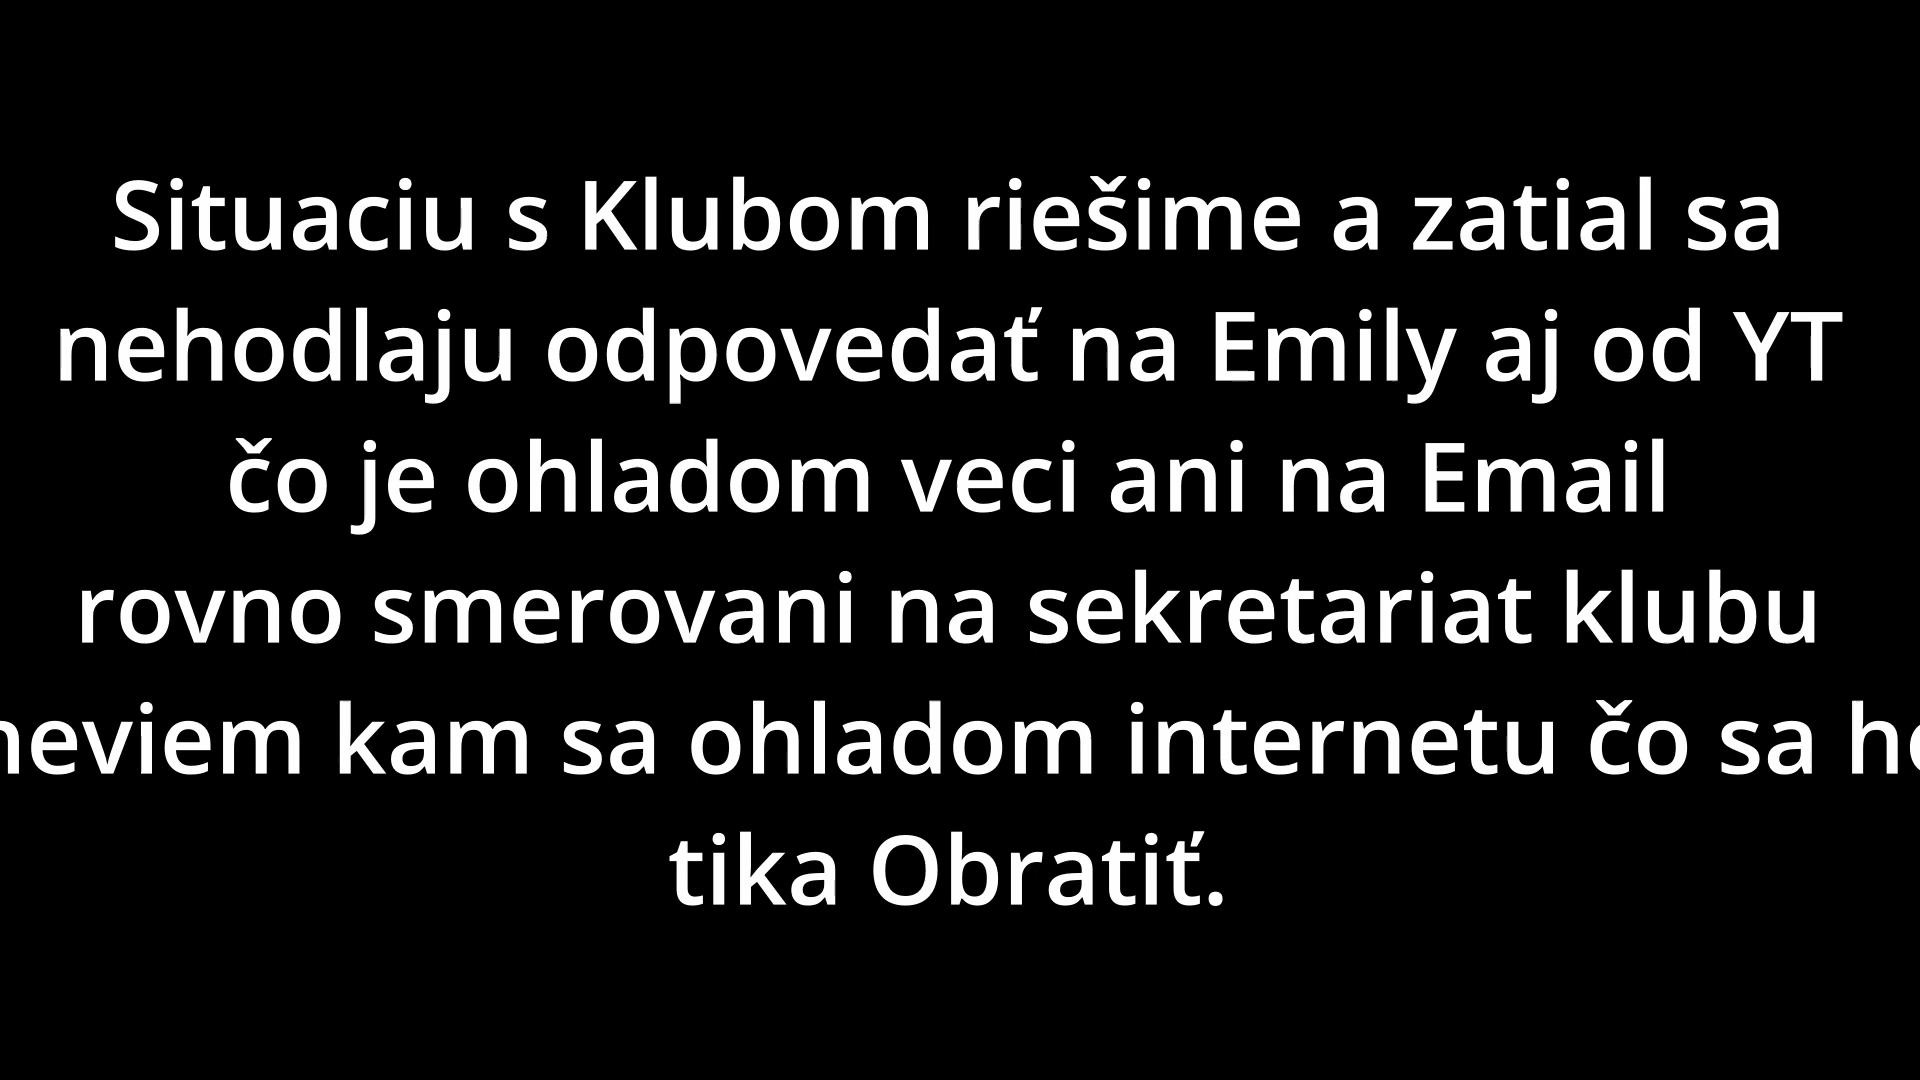 Situaciu s Klubom riešime a zatial sa
nehodlaju odpovedať na Emily aj od YT
čo je ohladom veci ani na Email
rovno smerovani na sekretariat klubu
neviem kam sa ohladom internetu čo sa
tika Obratiť.